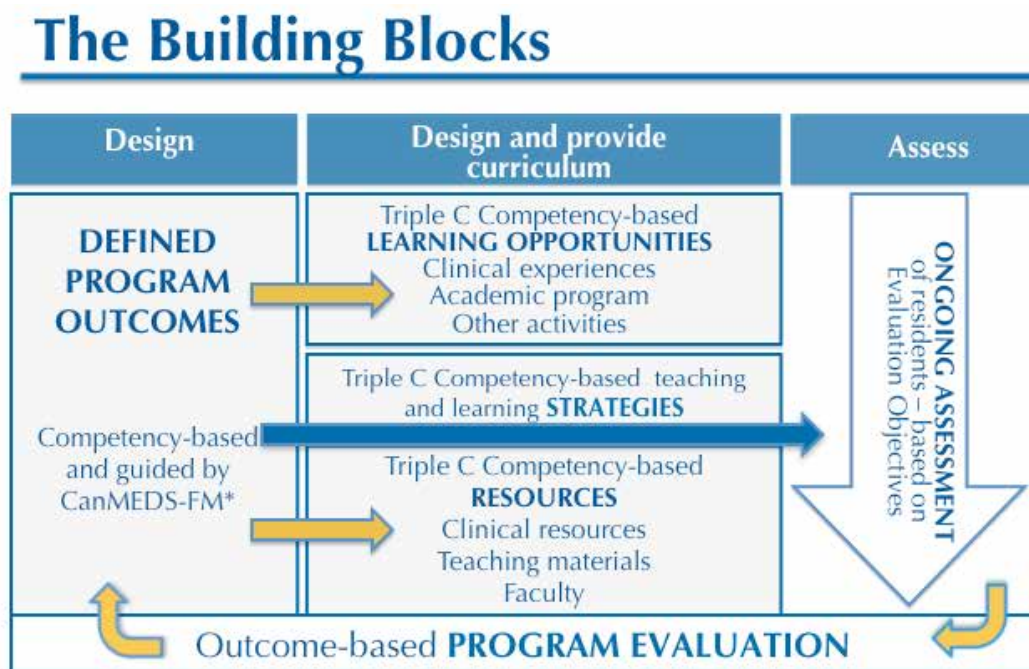 The Building Blocks
Design
Design and provide
curriculum
Assess
DEFINED
PROGRAM
OUTCOMES
Competency-based
and guided by
CanMEDS-FM*
Triple C Competency-based
LEARNING OPPORTUNITIES
Clinical experiences
Academic program
Other activities
Triple C Competency-based teaching
and learning STRATEGIES
Triple C Competency-based
RESOURCES
Clinical resources
Teaching materials
Faculty
ONGOING ASSESSMENT
of residents – based on
Evaluation Objectives
Outcome-based PROGRAM EVALUATION